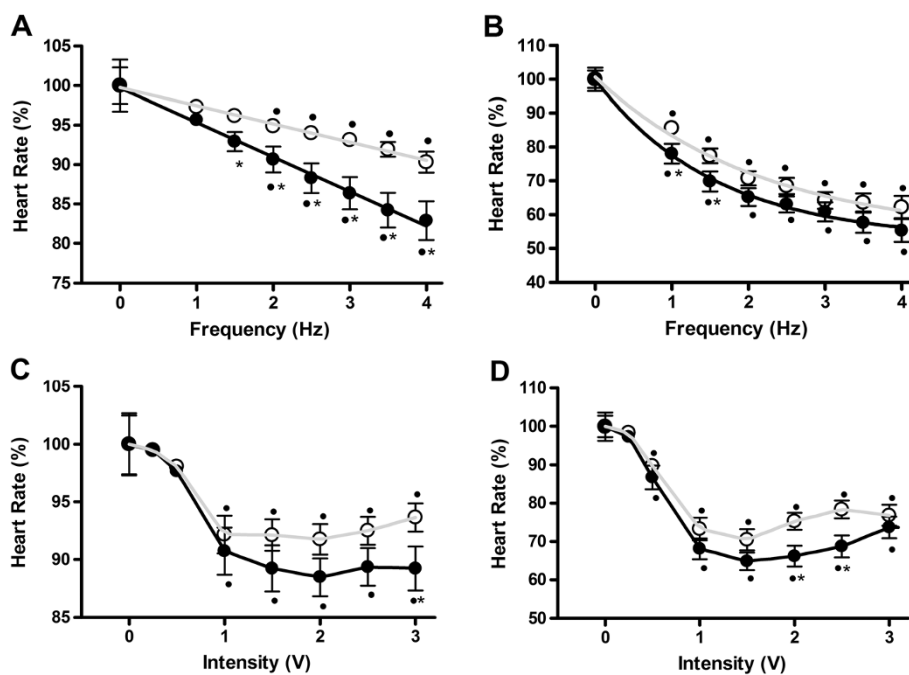 A
Heart Rate (%)
105
100
95
90
85
80
75
0 1 2 3 4
Frequency (Hz)
* •* •* •* •* •*
B
Heart Rate (%)
110
100
90
80
70
60
50
40
0 1 2 3 4
Frequency (Hz)
•* •*
C
Heart Rate (%)
105
100
95
90
85
0 1 2 3
Intensity (V)
•*
D
Heart Rate (%)
110
100
90
80
70
60
50
0 1 2 3
Intensity (V)
•* •*